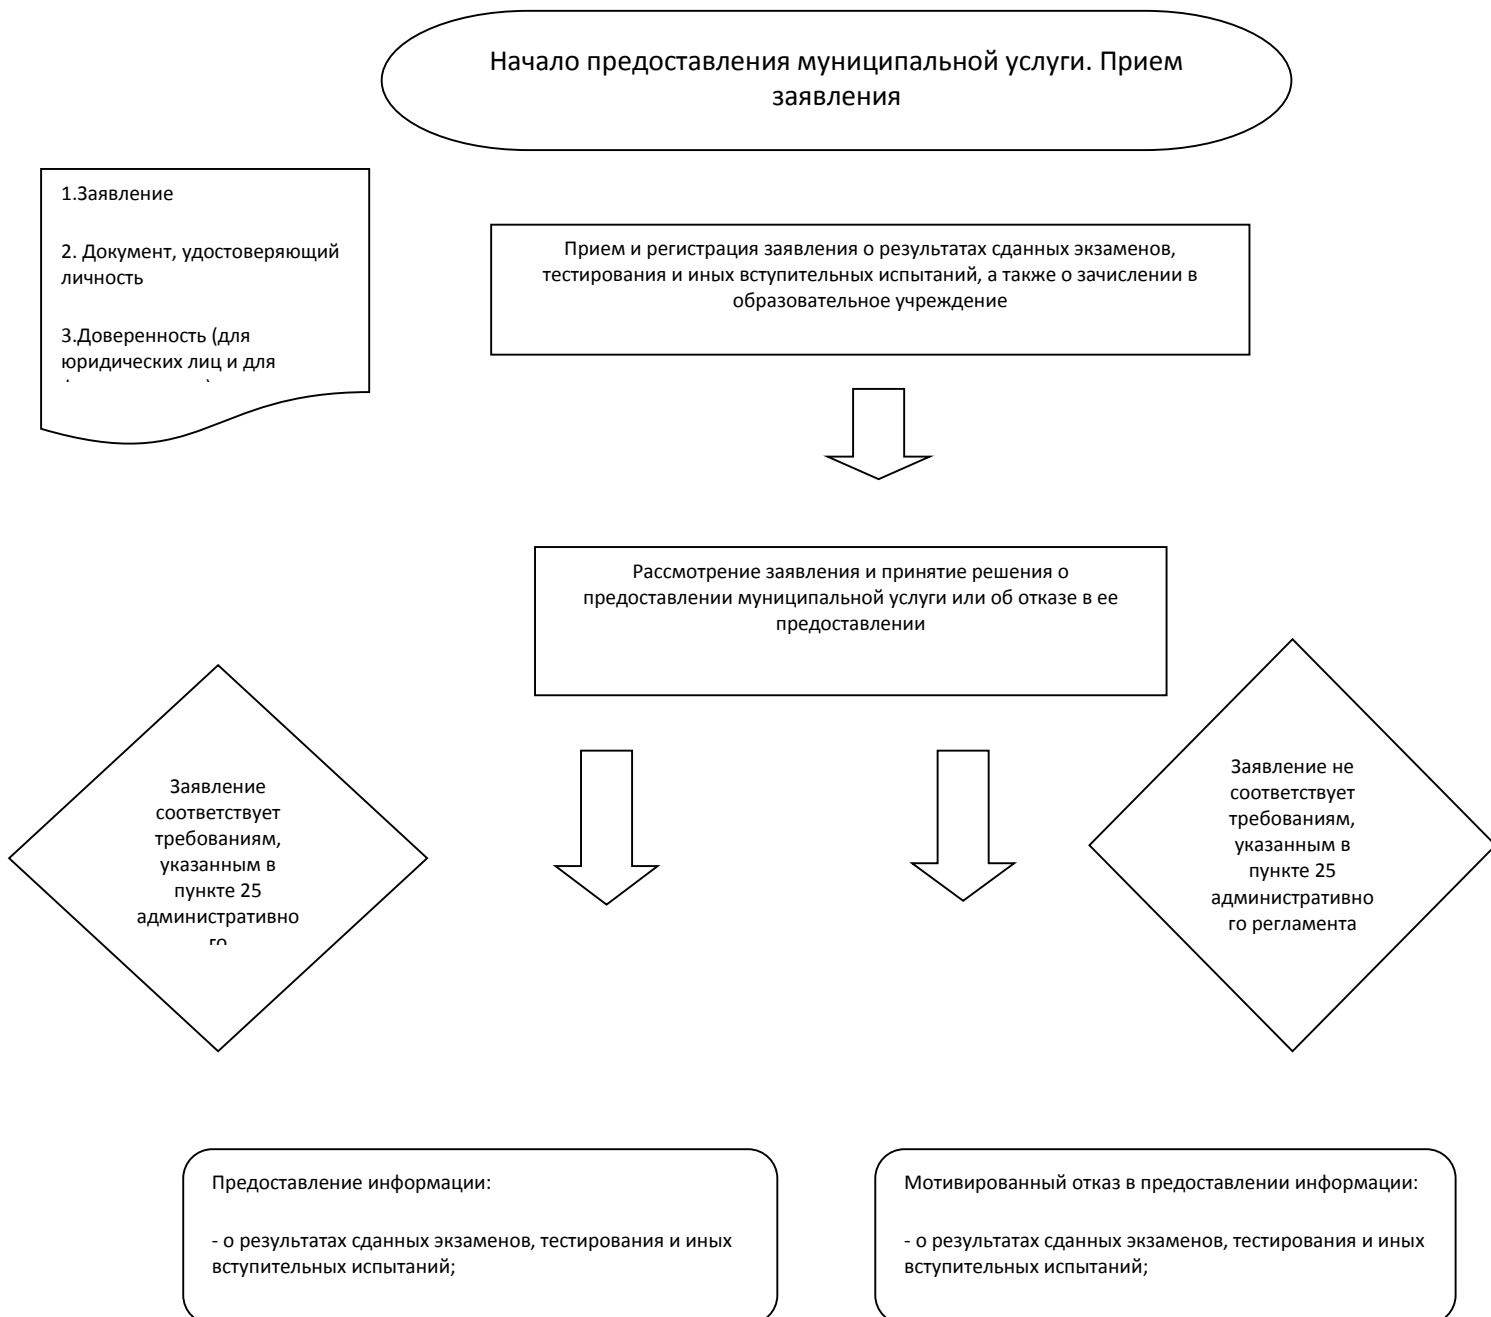 Начало предоставления муниципальной услуги. Прием
заявления
1.Заявление
2. Документ, удостоверяющий
личность
3.Доверенность (для
юридических лиц и для
Прием и регистрация заявления о результатах сданных экзаменов,
тестирования и иных вступительных испытаний, а также о зачислении в
образовательное учреждение
Рассмотрение заявления и принятие решения о
предоставлении муниципальной услуги или об отказе в ее
предоставлении
Заявление
соответствует
требованиям,
указанным в
пункте 25
административно
го
Заявление не
соответствует
требованиям,
указанным в
пункте 25
административно
го регламента
Предоставление информации:
- о результатах сданных экзаменов, тестирования и иных
вступительных испытаний;
Мотивированный отказ в предоставлении информации:
- о результатах сданных экзаменов, тестирования и иных
вступительных испытаний;